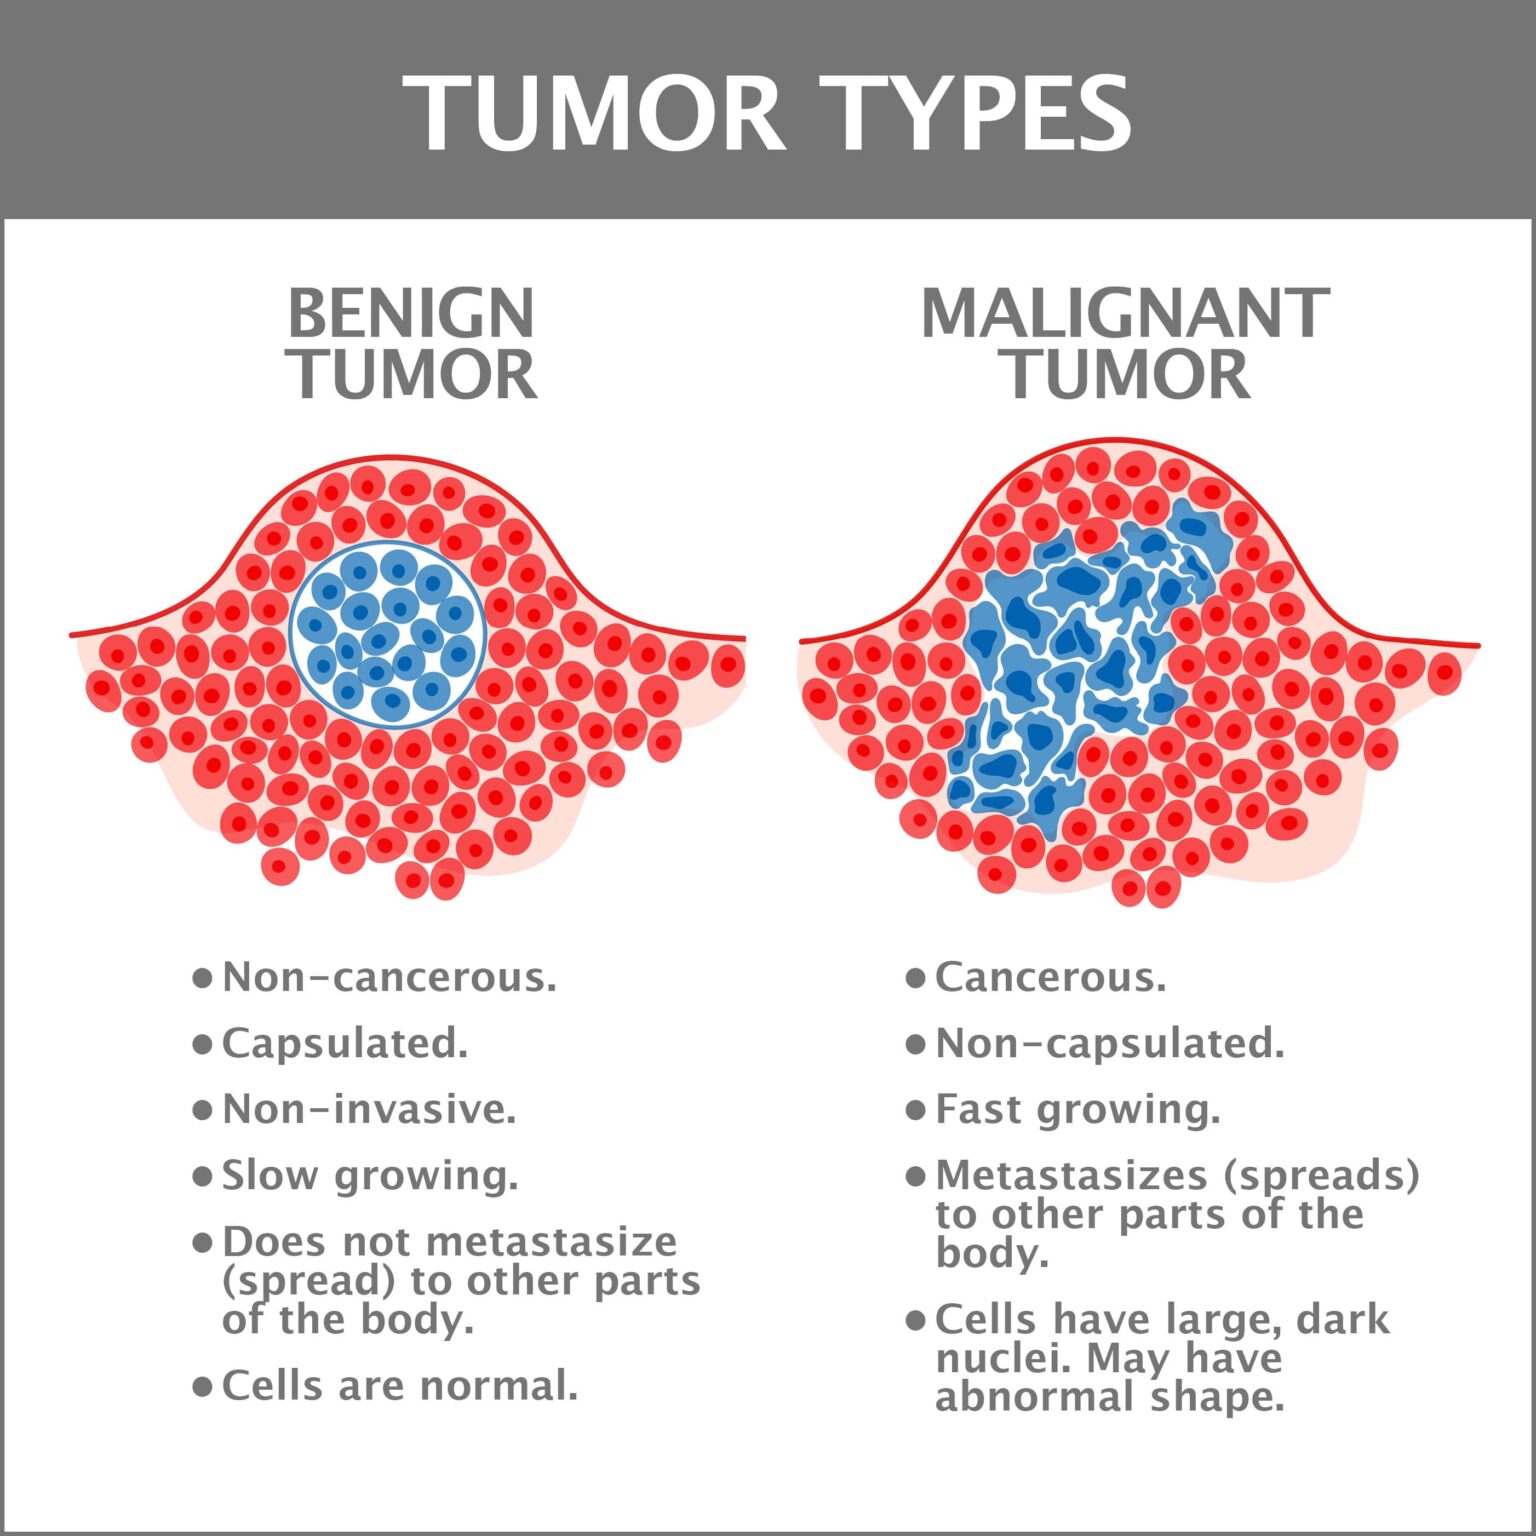 TUMOR TYPES
BENIGN
TUMOR
● Non-cancerous.
● Capsulated.
● Non-invasive.
● Slow growing.
● Does not metastasize
(spread) to other parts
of the body.
● Cells are normal.
MALIGNANT
TUMOR
● Cancerous.
● Non-capsulated.
● Fast growing.
● Metastasizes (spreads)
to other parts of the
body.
● Cells have large, dark
nuclei. May have
abnormal shape.